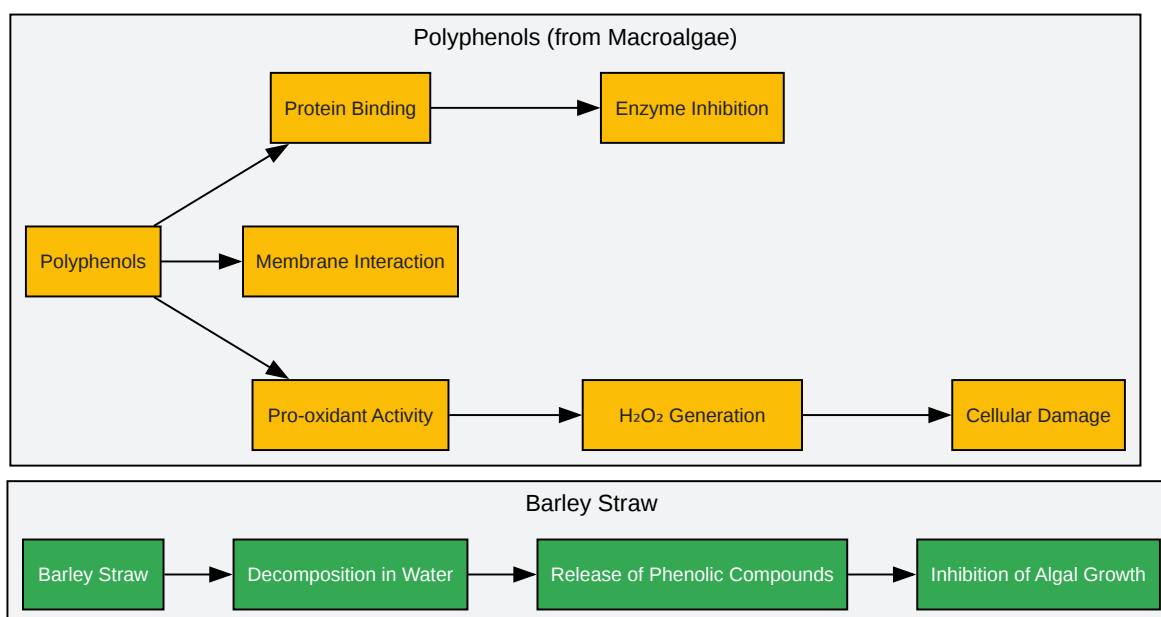 Polyphenols (from Macroalgae)
Protein Binding
Enzyme Inhibition
Polyphenols
Membrane Interaction
Pro-oxidant Activity
H₂O₂ Generation
Cellular Damage
Barley Straw
Barley Straw
Decomposition in Water
Release of Phenolic Compounds
Inhibition of Algal Growth